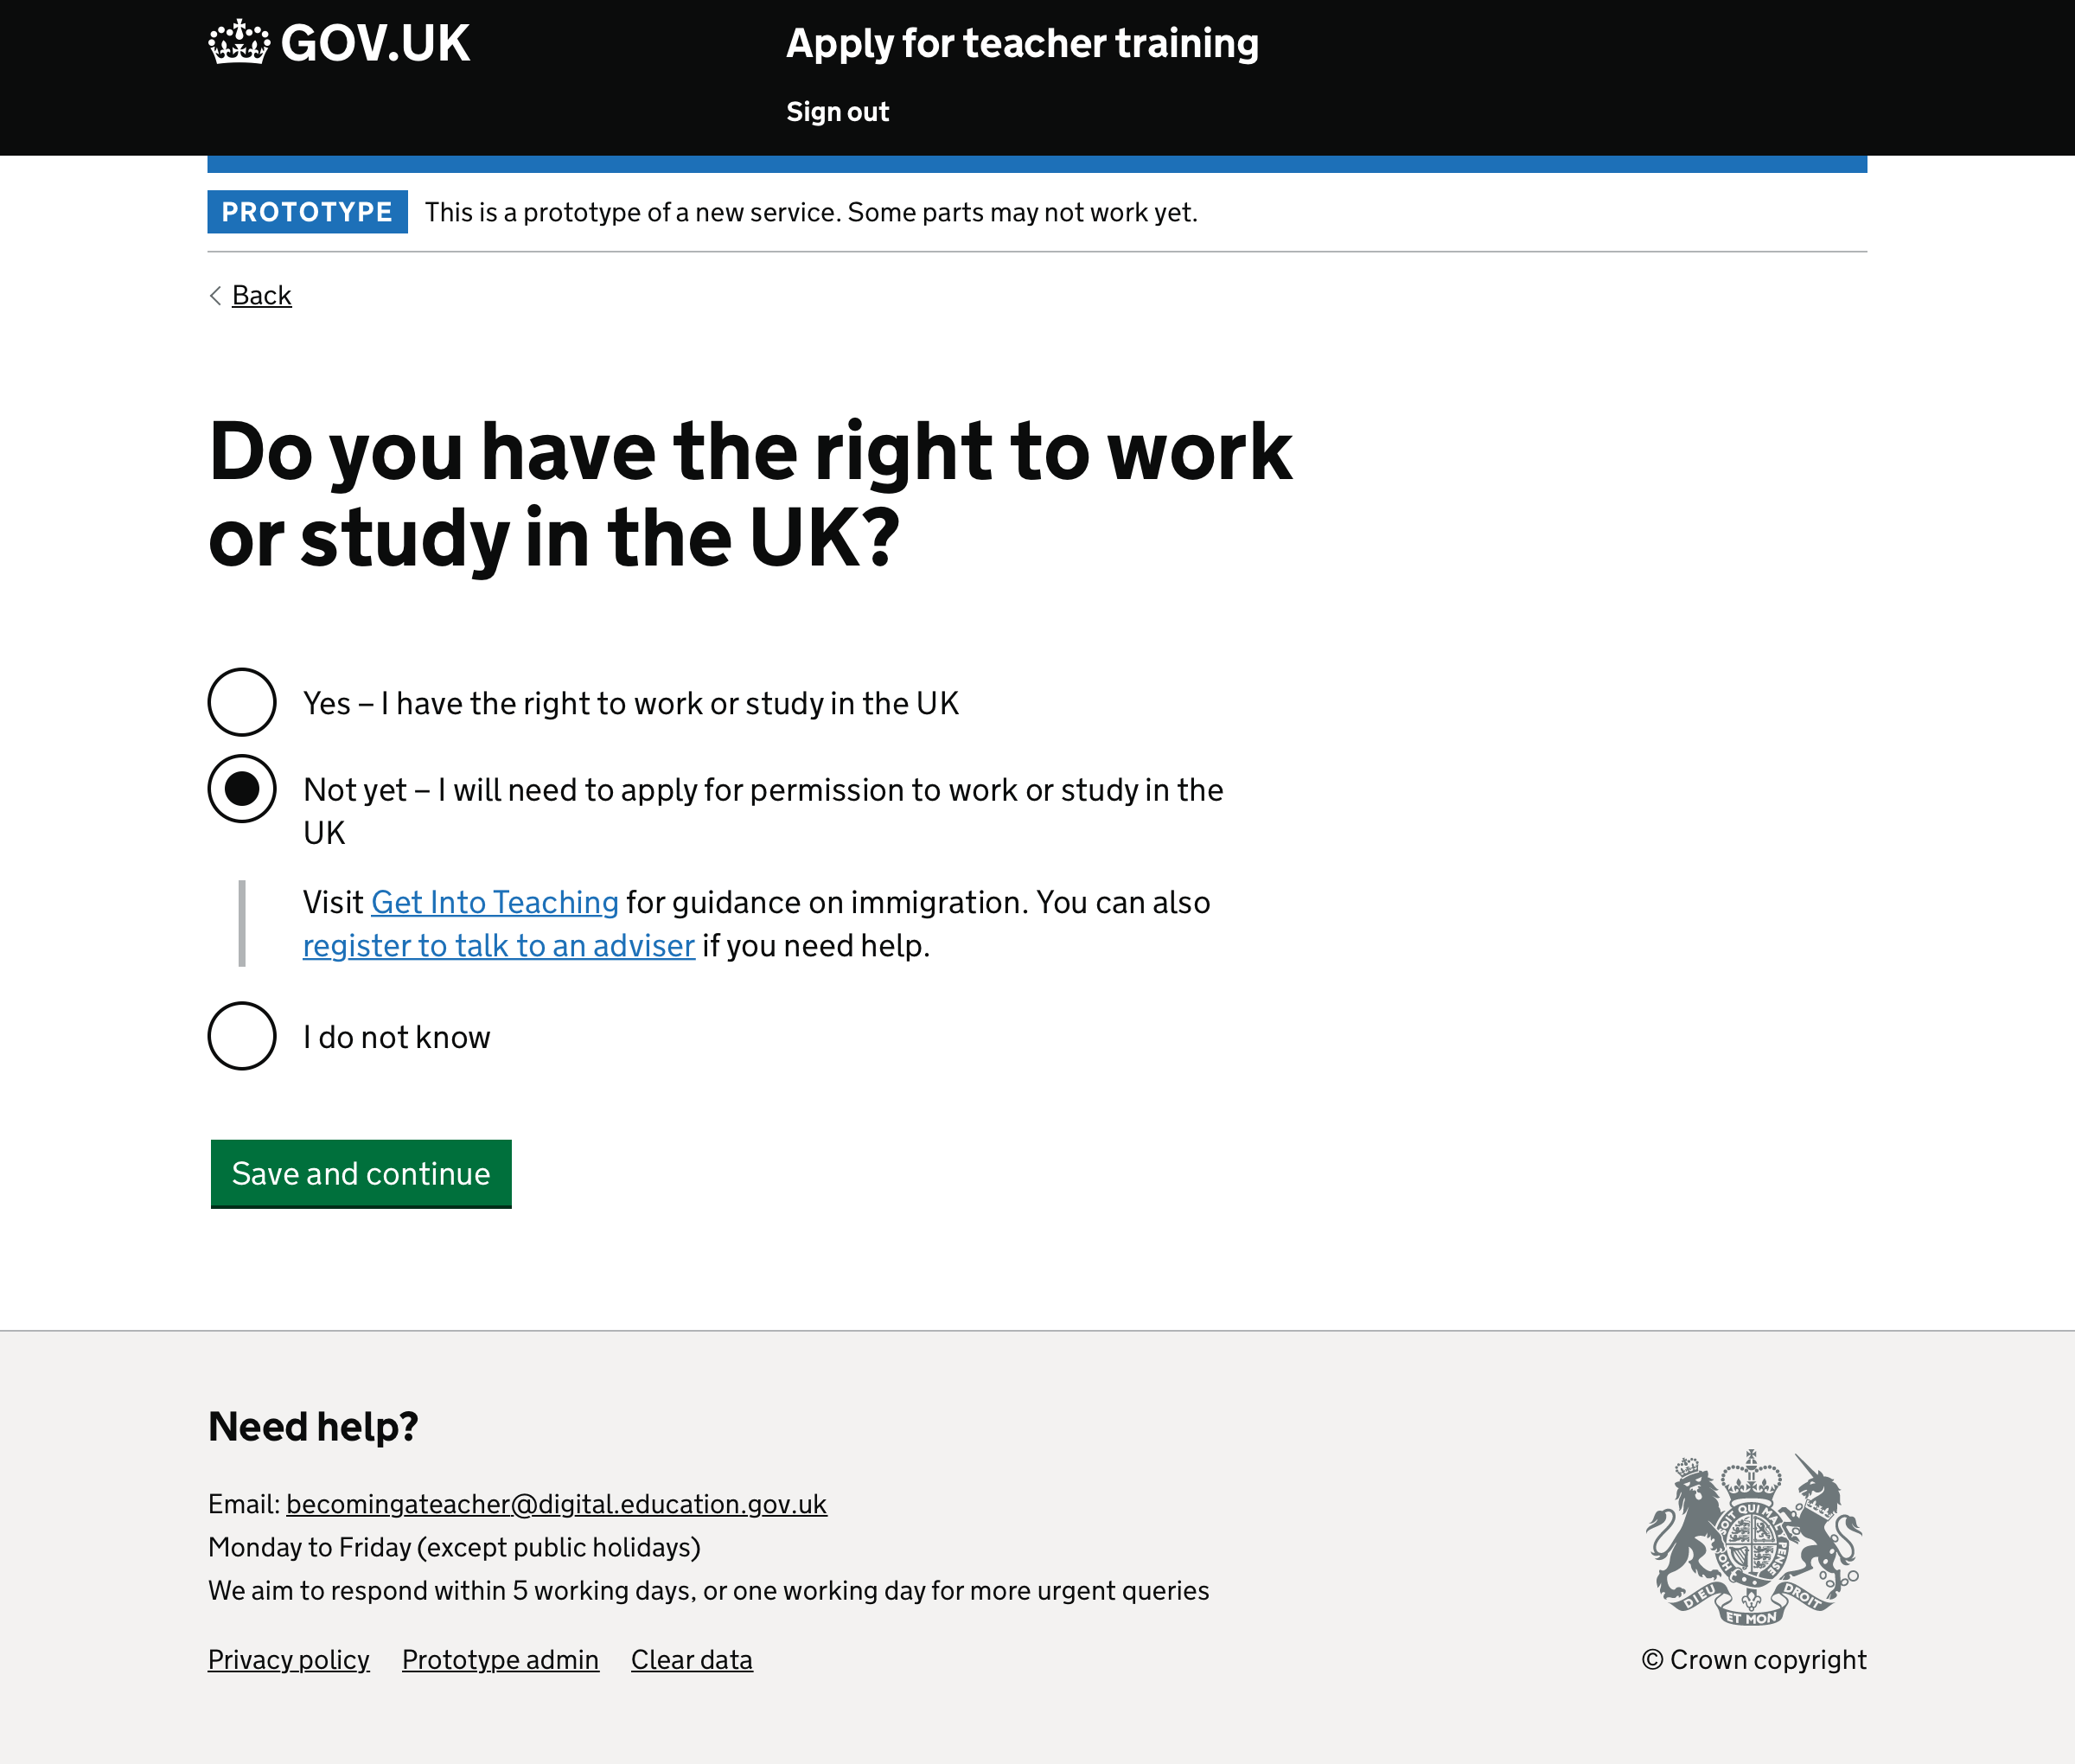 GOV.UK
Apply for teacher training
Sign out
PROTOTYPE
This is a prototype of a new service. Some parts may not work yet.
Back
Do you have the right to work
or study in the UK?
Yes – I have the right to work or study in the UK
Not yet – I will need to apply for permission to work or study in the
UK
Visit Get Into Teaching for guidance on immigration. You can also
register to talk to an adviser if you need help.
I do not know
Save and continue
Need help?
Email: becomingateacher@digital.education.gov.uk
Monday to Friday (except public holidays)
We aim to respond within 5 working days, or one working day for more urgent queries
Privacy policy
Prototype admin
Clear data
SOIT QUI MAL
PENSE
DIEU
ET MON
DROIT
© Crown copyright